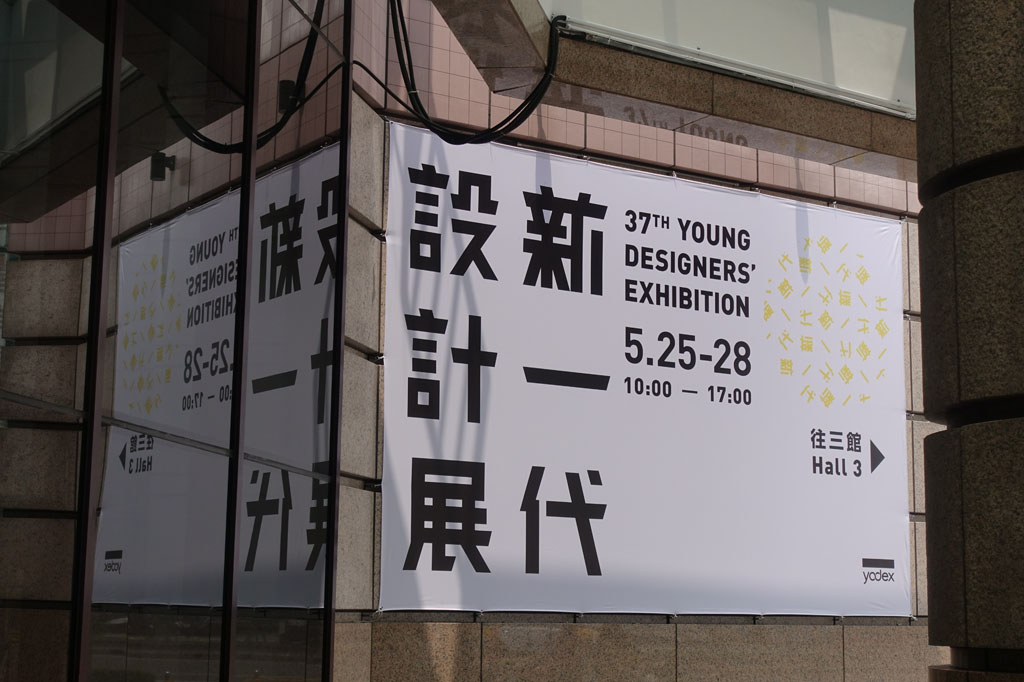 新一代
設計展
37TH YOUNG
DESIGNERS'
EXHIBITION
5.25-28
10:00 — 17:00
往三館
Hall 3
yodex